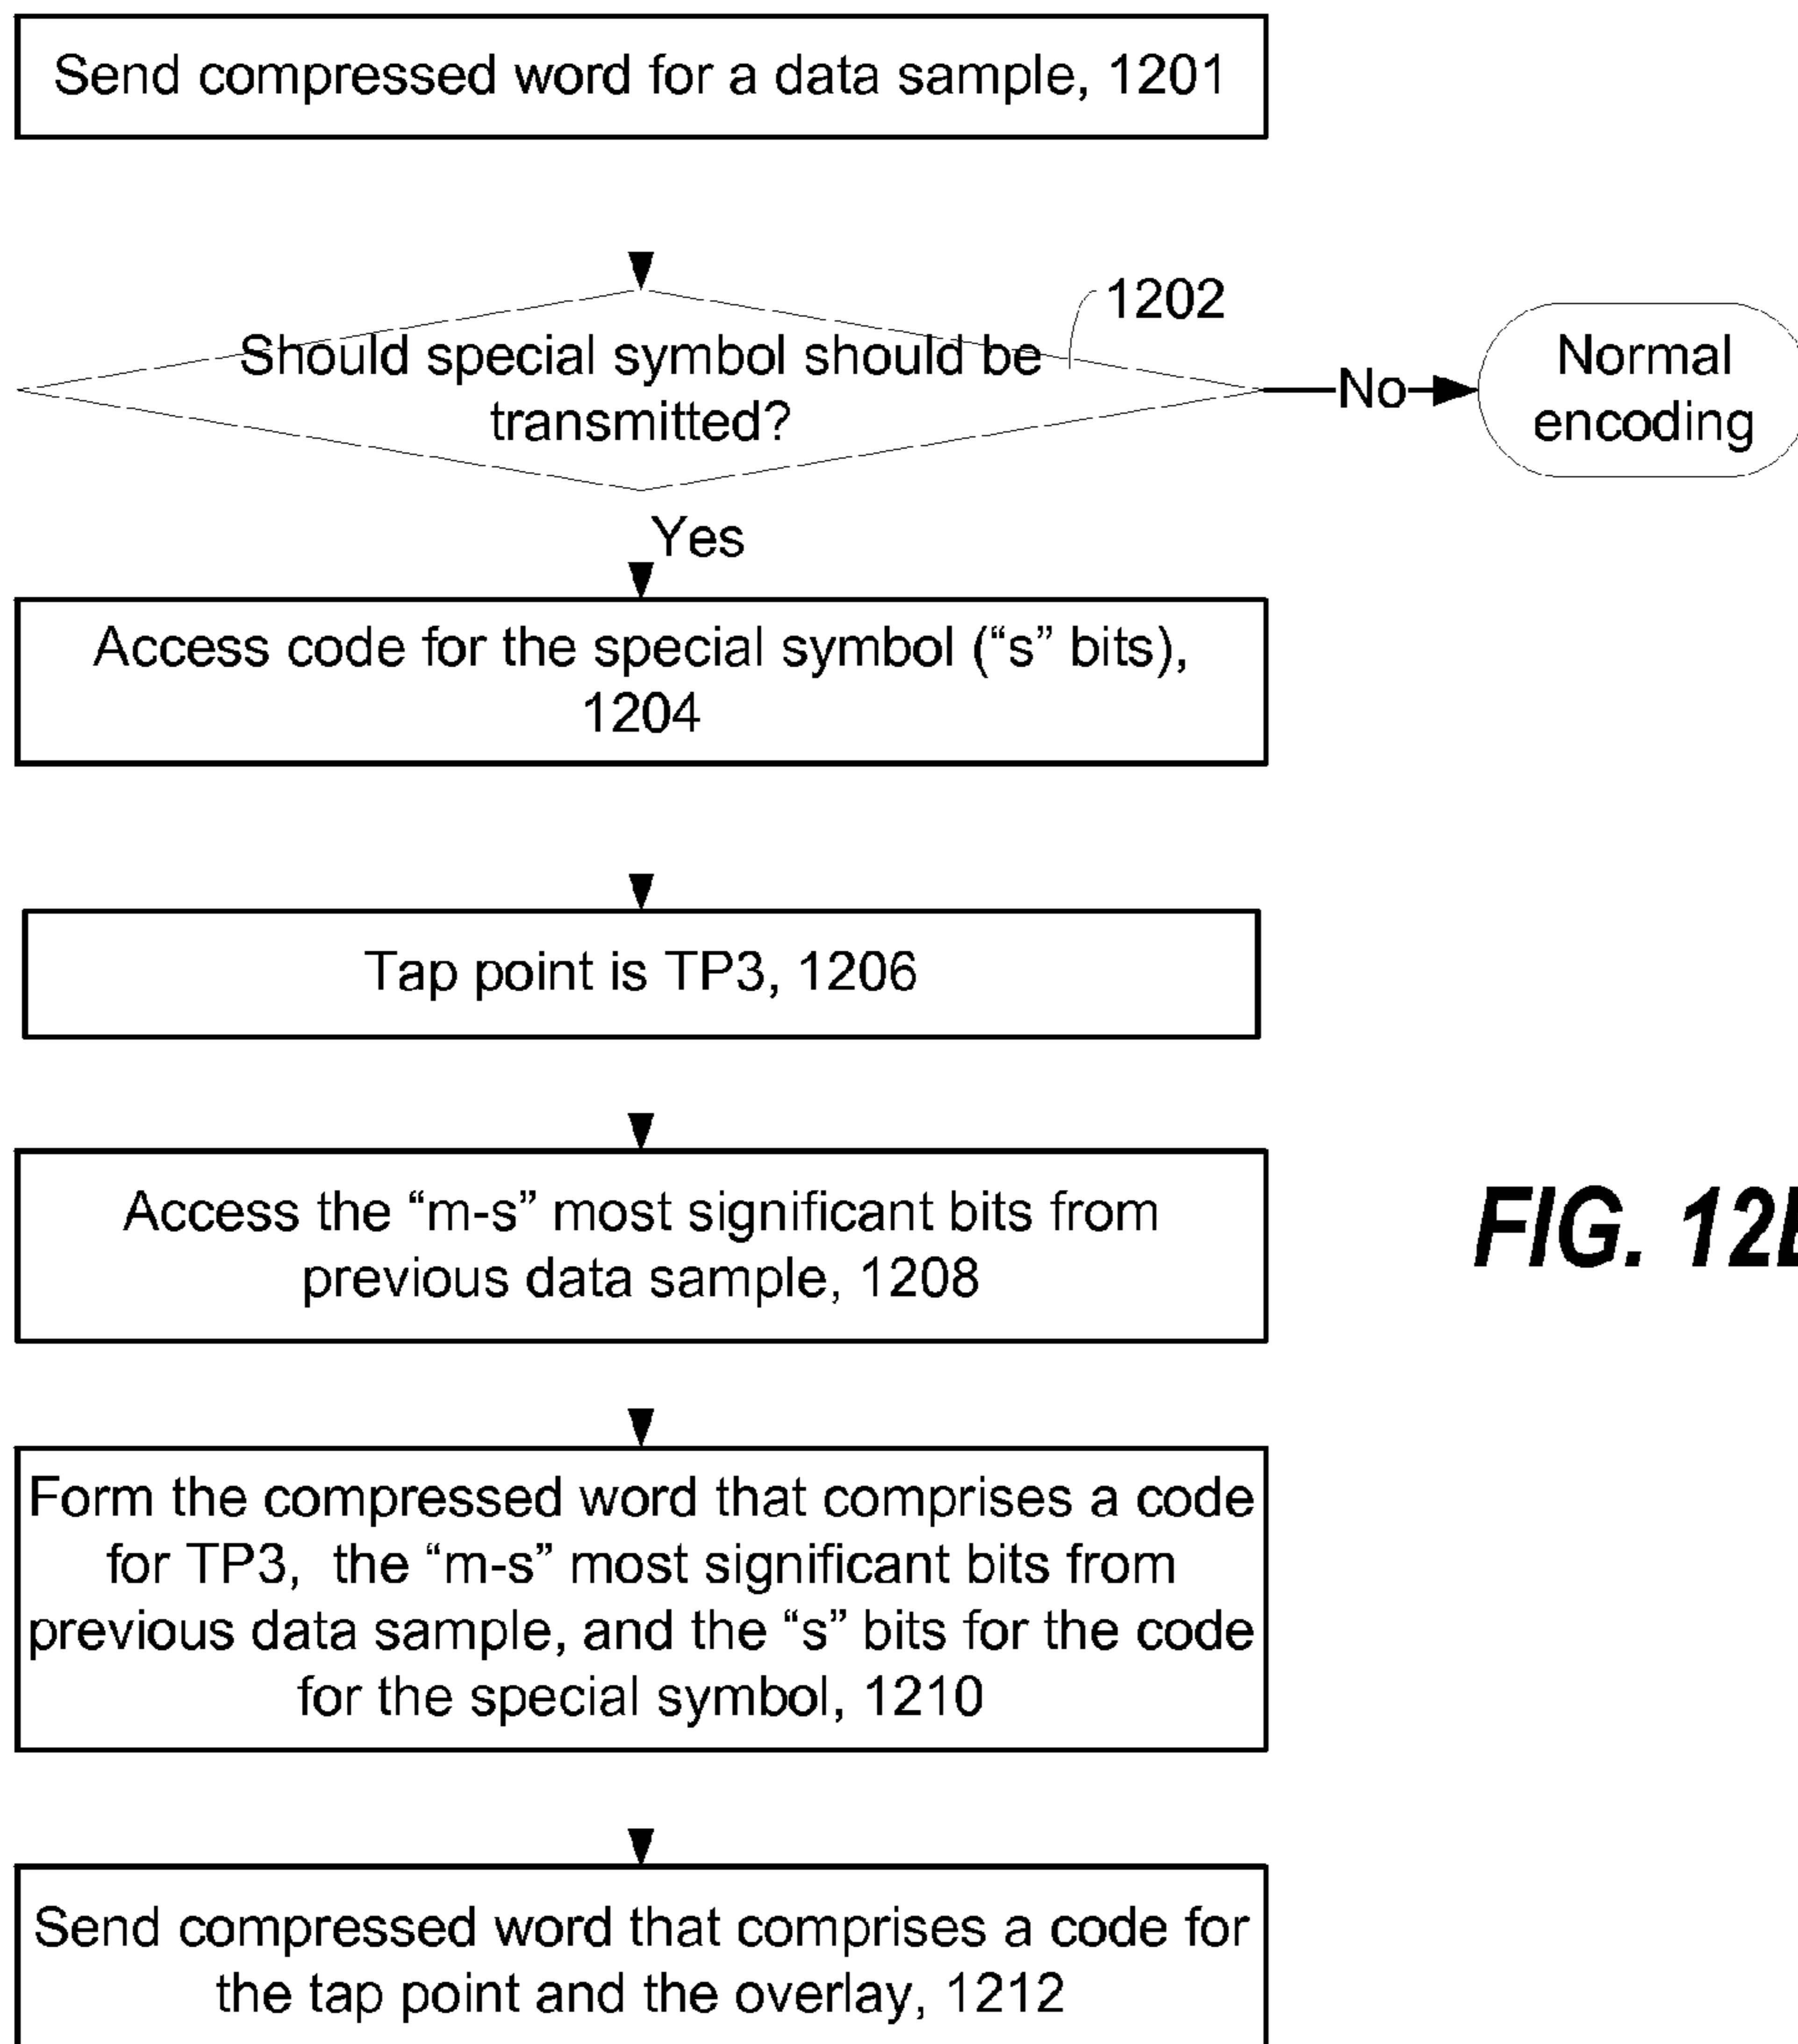 Send compressed word for a data sample, 1201
1202
Should special symbol should be
transmitted?
No
Normal
encoding
Yes
Access code for the special symbol (“s” bits),
1204
Tap point is TP3, 1206
Access the “m-s” most significant bits from
previous data sample, 1208
FIG.
Form the compressed word that comprises a code
for TP3, the “m-s” most significant bits from
previous data sample, and the “s” bits for the code
for the special symbol, 1210
Send compressed word that comprises a code for
the tap point and the overlay, 1212